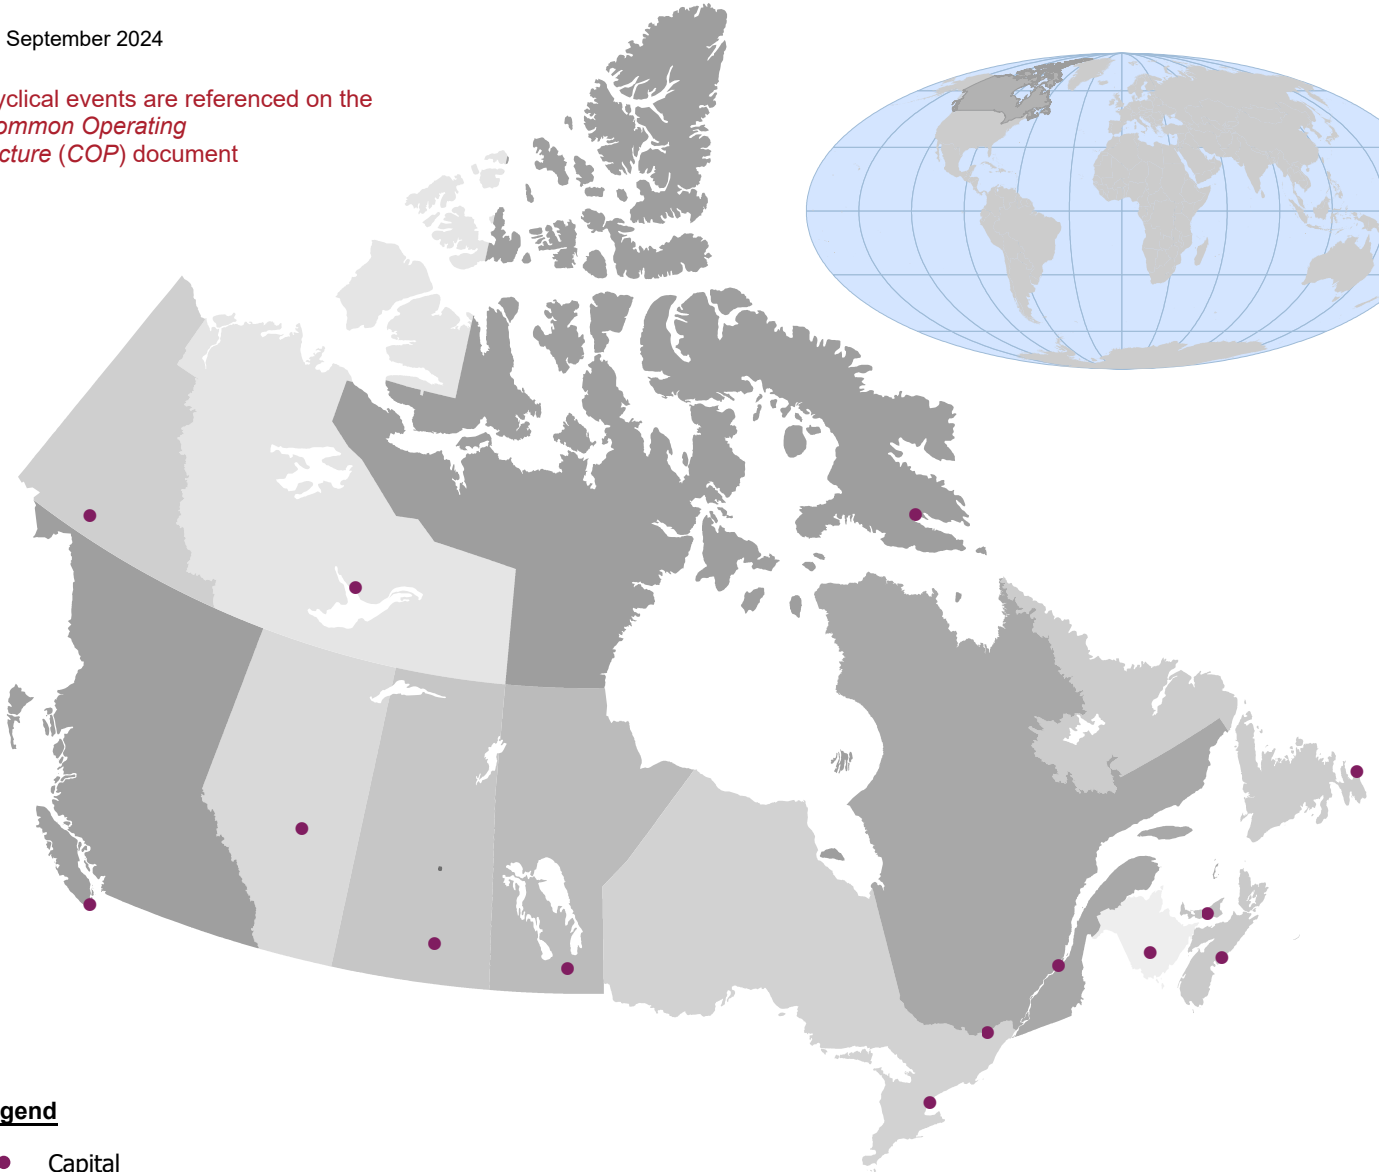 September 2024
yclical events are referenced on the
ommon Operating
cture (COP) document
gend
Capital